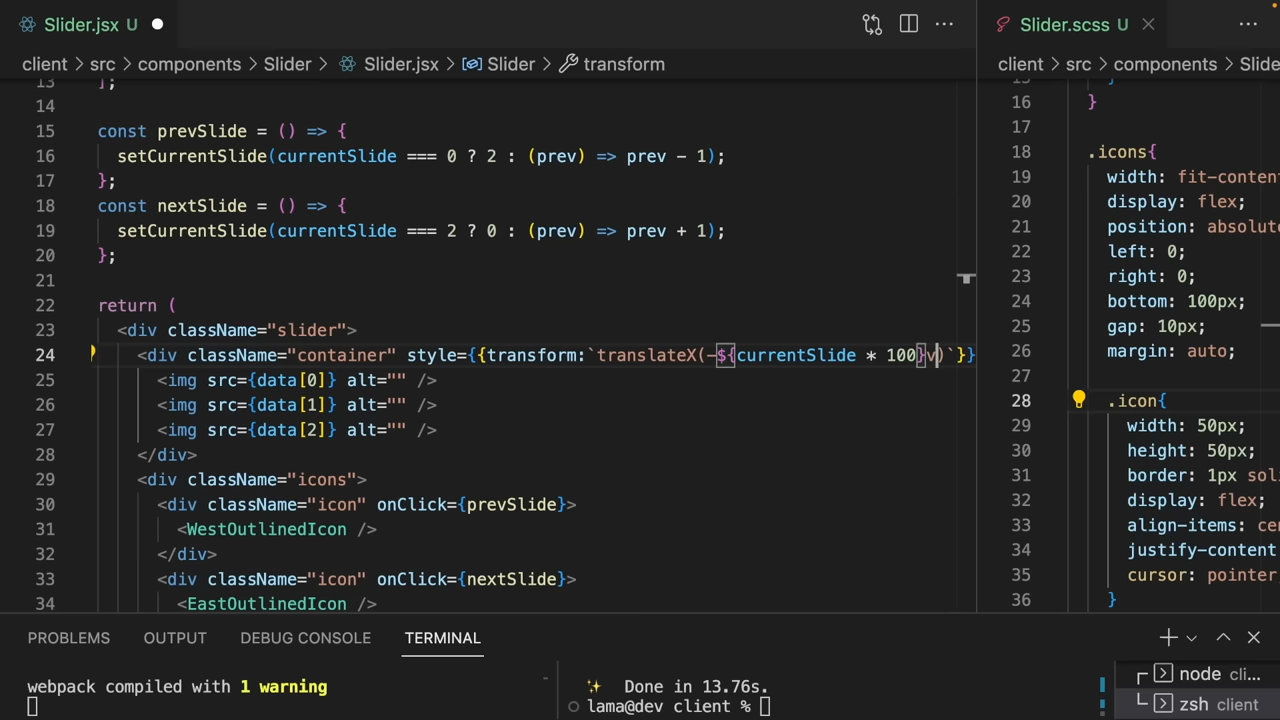 Slider.jsx U
client > src > components > Slider > Slider.jsx > Slider > transform
13 ];
14
15 const prevSlide = () => {
16 setCurrentSlide(currentSlide === 0 ? 2 : (prev) => prev - 1);
17 };
18 const nextSlide = () => {
19 setCurrentSlide(currentSlide === 2 ? 0 : (prev) => prev + 1);
20 };
21
22 return (
23 <div className="slider">
24 <div className="container" style={{transform:`translateX(-${currentSlide * 100}v)`}}
25 <img src={data[0]} alt="" />
26 <img src={data[1]} alt="" />
27 <img src={data[2]} alt="" />
28 </div>
29 <div className="icons">
30 <div className="icon" onClick={prevSlide}>
31 <WestOutlinedIcon />
32 </div>
33 <div className="icon" onClick={nextSlide}>
34 <EastOutlinedIcon />
Slider.scss U
client > src > components > Slide
15 }
16 }
17
18 .icons{
19 width: fit-content
20 display: flex;
21 position: absolute
22 left: 0;
23 right: 0;
24 bottom: 100px;
25 gap: 10px;
26 margin: auto;
27
28 .icon{
29 width: 50px;
30 height: 50px;
31 border: 1px sol
32 display: flex;
33 align-items: cen
34 justify-content
35 cursor: pointer
36 }
PROBLEMS OUTPUT DEBUG CONSOLE TERMINAL
webpack compiled with 1 warning
✨ Done in 13.76s.
lama@dev client %
node cli...
zsh client